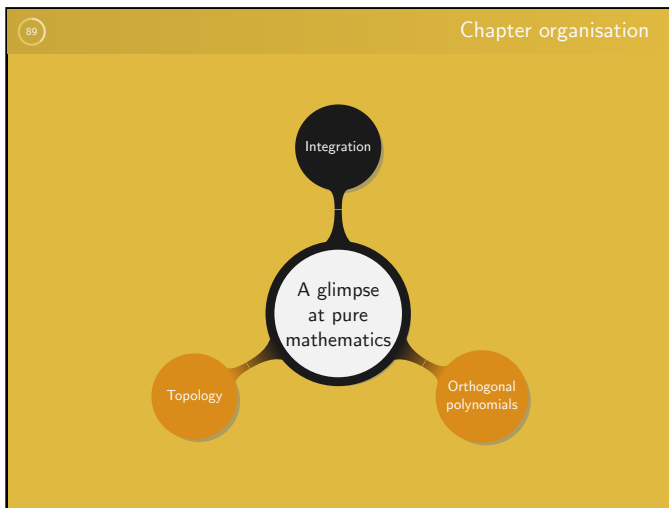 89
Chapter organisation
Integration
A glimpse
at pure
mathematics
Topology
Orthogonal
polynomials